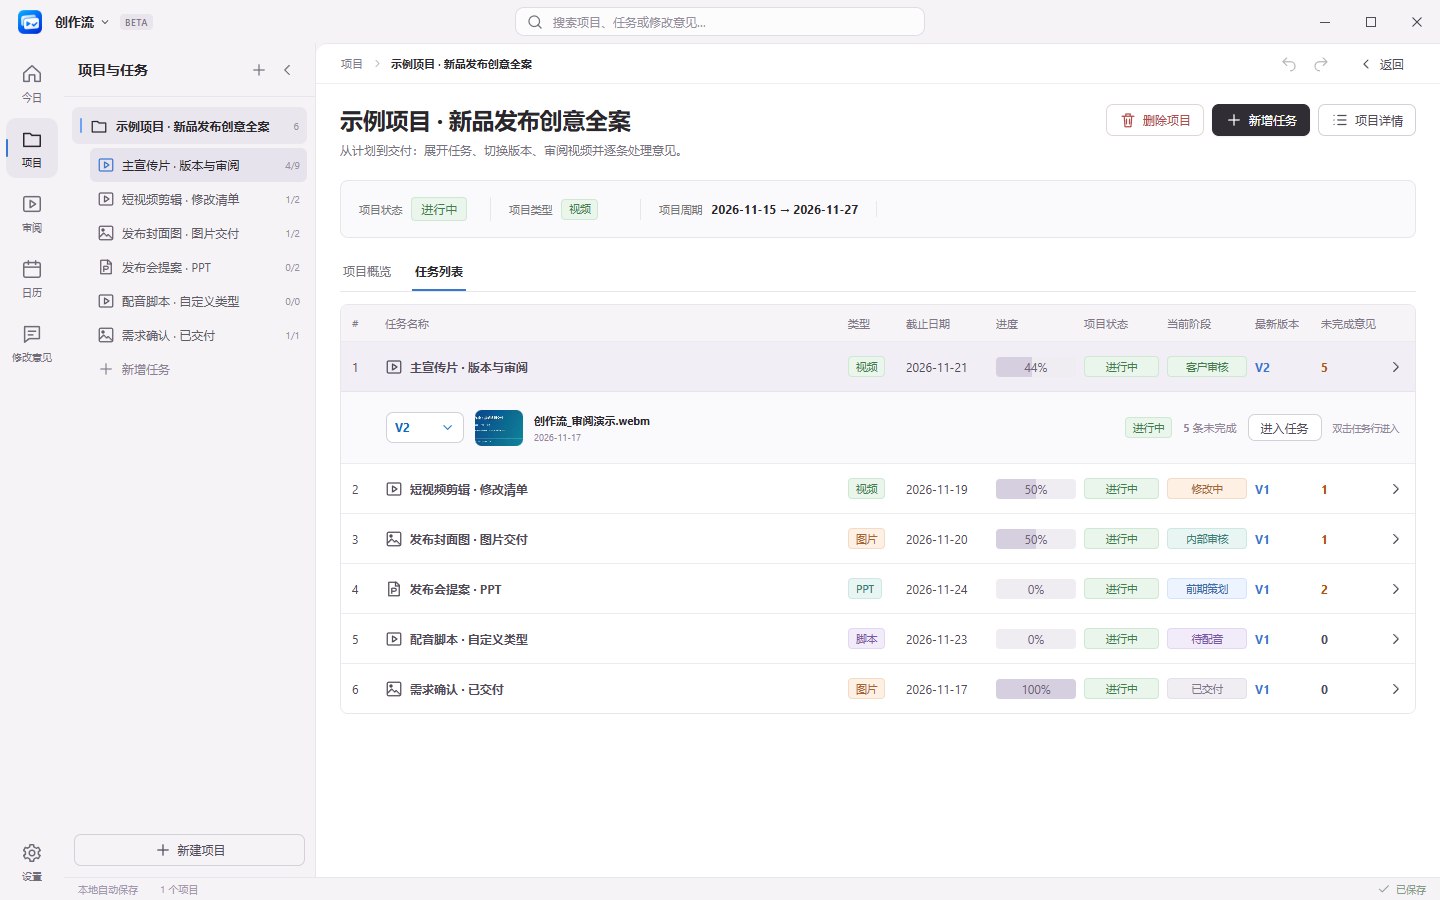 创作流 BETA
搜索项目、任务或修改意见...
今日
项目
审阅
日历
修改意见
设置
项目与任务
示例项目 · 新品发布创意全案 6
主宣传片 · 版本与审阅 4/9
短视频剪辑 · 修改清单 1/2
发布封面图 · 图片交付 1/2
发布会提案 · PPT 0/2
配音脚本 · 自定义类型 0/0
需求确认 · 已交付 1/1
新增任务
新建项目
项目 示例项目 · 新品发布创意全案 返回
示例项目 · 新品发布创意全案
删除项目 新增任务 项目详情
从计划到交付：展开任务、切换版本、审阅视频并逐条处理意见。
项目状态 进行中 项目类型 视频 项目周期 2026-11-15 → 2026-11-27
项目概览 任务列表
# 任务名称 类型 截止日期 进度 项目状态 当前阶段 最新版本 未完成意见
1 主宣传片 · 版本与审阅 视频 2026-11-21 44% 进行中 客户审核 V2 5
V2 创作流_审阅演示.webm 进行中 5 条未完成 进入任务 双击任务行进入
2026-11-17
2 短视频剪辑 · 修改清单 视频 2026-11-19 50% 进行中 修改中 V1 1
3 发布封面图 · 图片交付 图片 2026-11-20 50% 进行中 内部审核 V1 1
4 发布会提案 · PPT PPT 2026-11-24 0% 进行中 前期策划 V1 2
5 配音脚本 · 自定义类型 脚本 2026-11-23 0% 进行中 待配音 V1 0
6 需求确认 · 已交付 图片 2026-11-17 100% 进行中 已交付 V1 0
本地自动保存 1 个项目 已保存